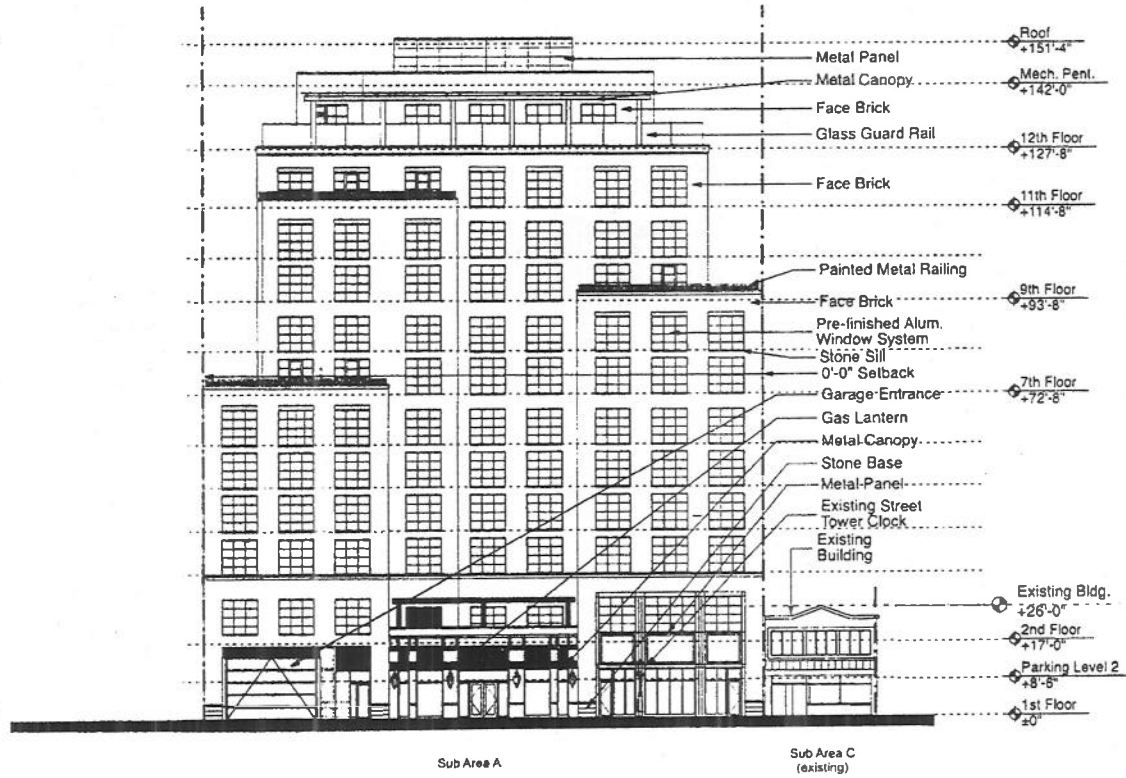 Roof
+151'-4"
Metal Panel
Metal Canopy
Mech. Pent.
+142'-0"
Face Brick
Glass Guard Rail
12th Floor
+127'-8"
Face Brick
11th Floor
+114'-8"
Painted Metal Railing
Face Brick
9th Floor
+93'-8"
Pre-finished Alum.
Window System
Stone Sill
0'-0" Setback
7th Floor
+72'-8"
Garage Entrance
Gas Lantern
Metal Canopy
Stone Base
Metal Panel
Existing Street
Tower Clock
Existing
Building
Existing Bldg.
+26'-0"
2nd Floor
+17'-0"
Parking Level 2
+8'-6"
1st Floor
±0"
Sub Area A
Sub Area C
(existing)